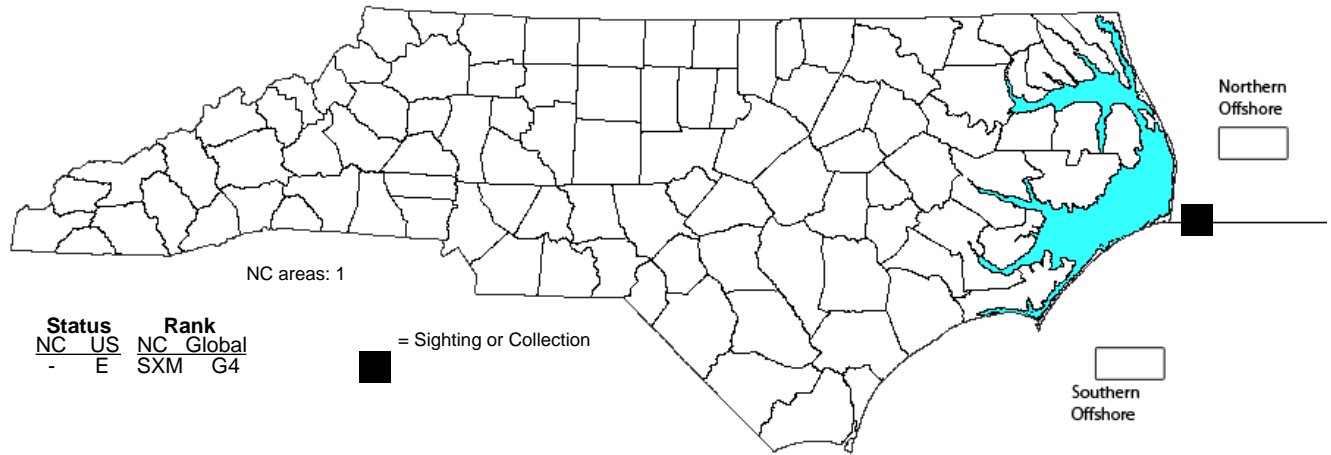 Northern
Offshore
NC areas: 1
Status Rank
NC US NC Global
- E SXM G4
= Sighting or Collection
Southern
Offshore